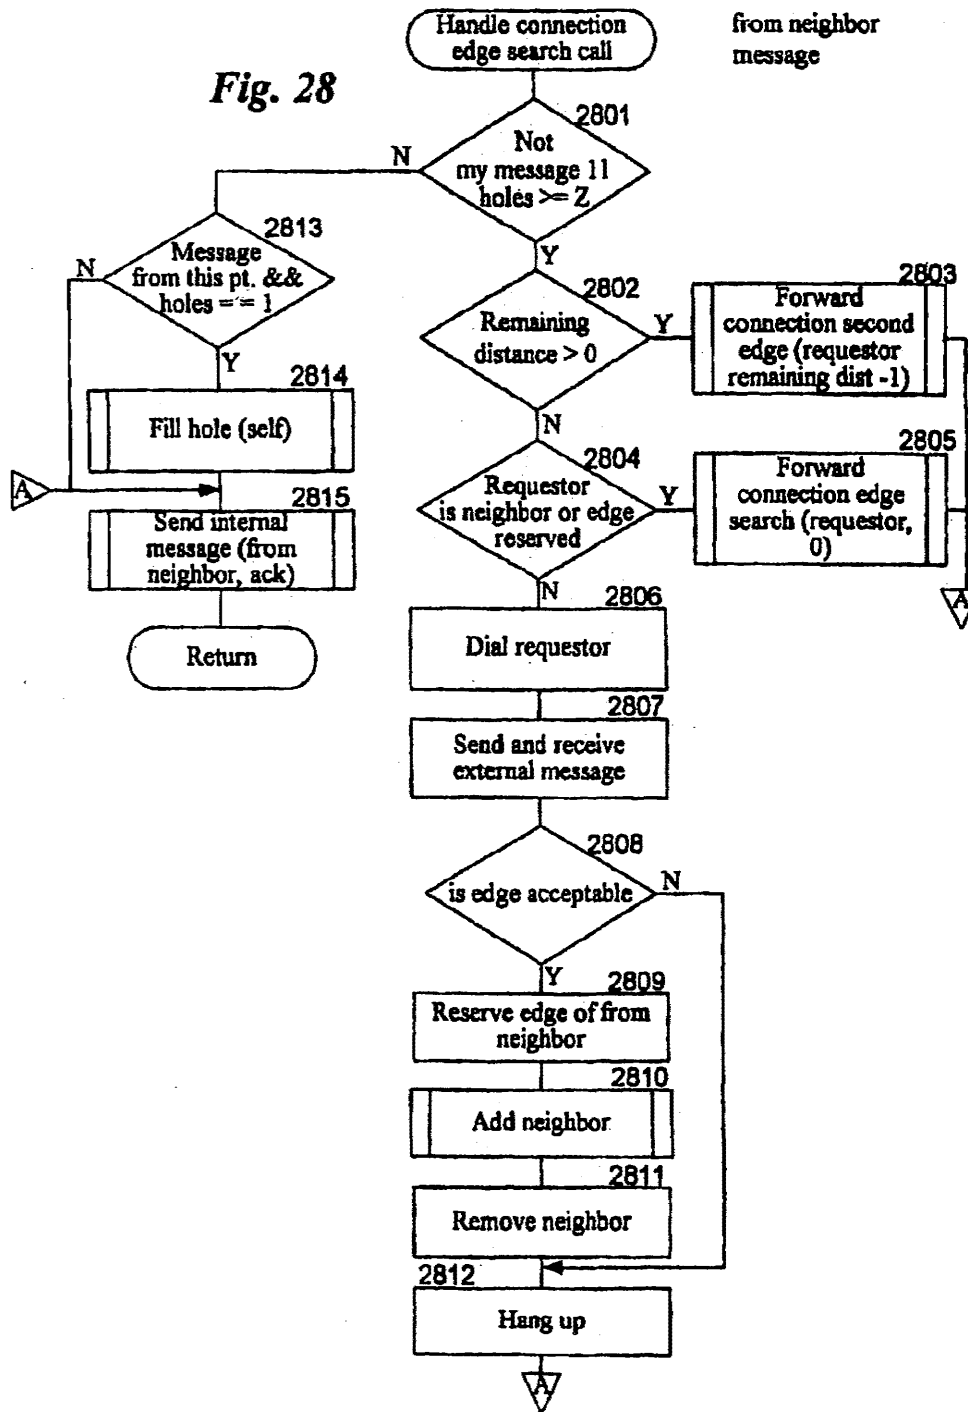 Handle connection
edge search call
from neighbor
message
Fig. 28
2801
Not
my message 11
holes >= Z
N
Y
2813
Message
from this pt. &&
holes = = 1
N
Y
2802
Remaining
distance > 0
Y
N
2803
Forward
connection second
edge (requestor
remaining dist -1)
2814
Fill hole (self)
2804
Requestor
is neighbor or edge
reserved
Y
N
2805
Forward
connection edge
search (requestor,
0)
A
2815
Send internal
message (from
neighbor, ack)
A
Return
2806
Dial requestor
2807
Send and receive
external message
2808
is edge acceptable
N
Y
2809
Reserve edge of from
neighbor
2810
Add neighbor
2811
Remove neighbor
2812
Hang up
A